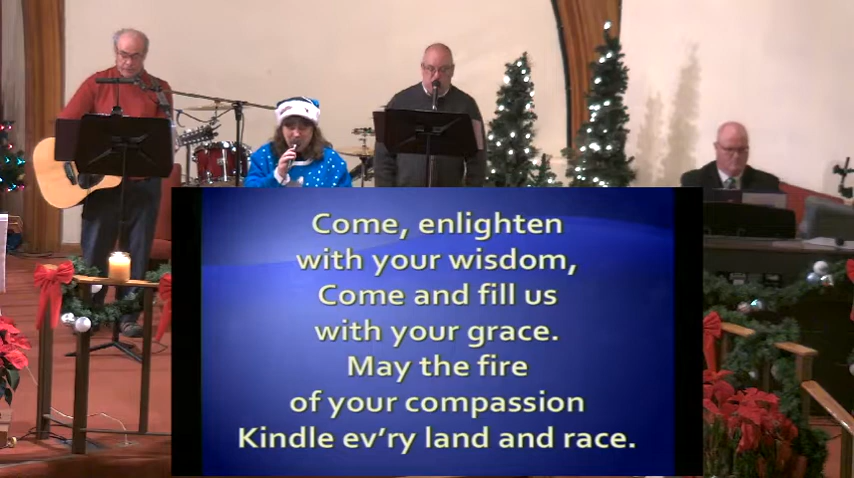 Come, enlighten
with your wisdom,
Come and fill us
with your grace.
May the fire
of your compassion
Kindle ev'ry land and race.